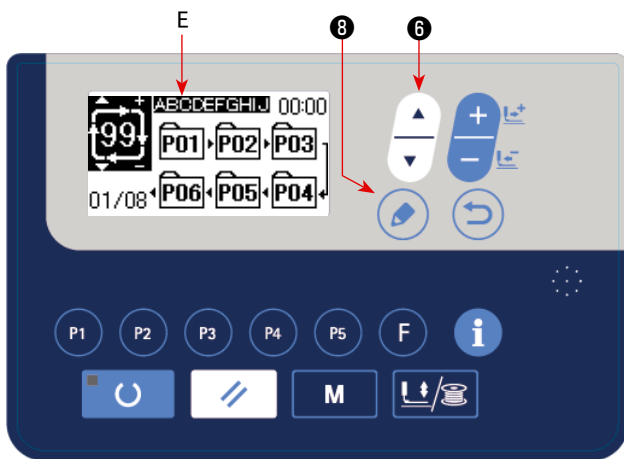 E
8
6
ABCDEFGHIJ 00:00
99
P01 P02 P03
01/08 P06 P05 P04
P1 P2 P3 P4 P5 F i
M